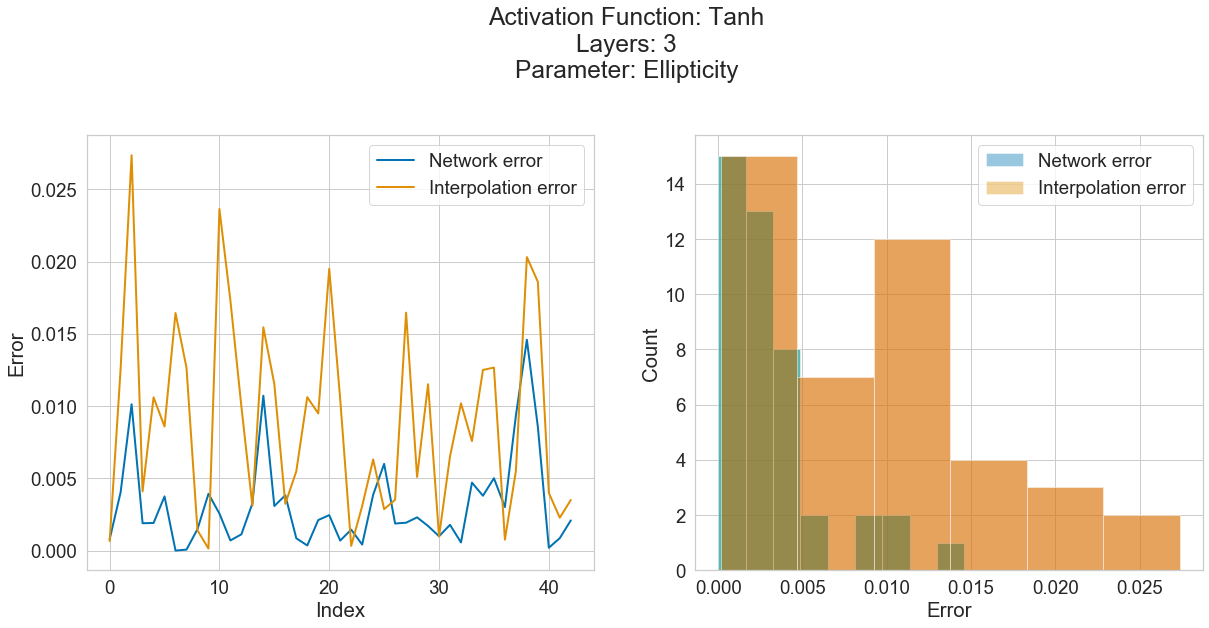 Activation Function: Tanh
Layers: 3
Parameter: Ellipticity
Network error
Interpolation error
0.025
0.020
0.015
0.010
0.005
0.000
Error
0
10
20
30
40
Index
Network error
Interpolation error
14
12
10
8
6
4
2
0
Count
0.000
0.005
0.010
0.015
0.020
0.025
Error